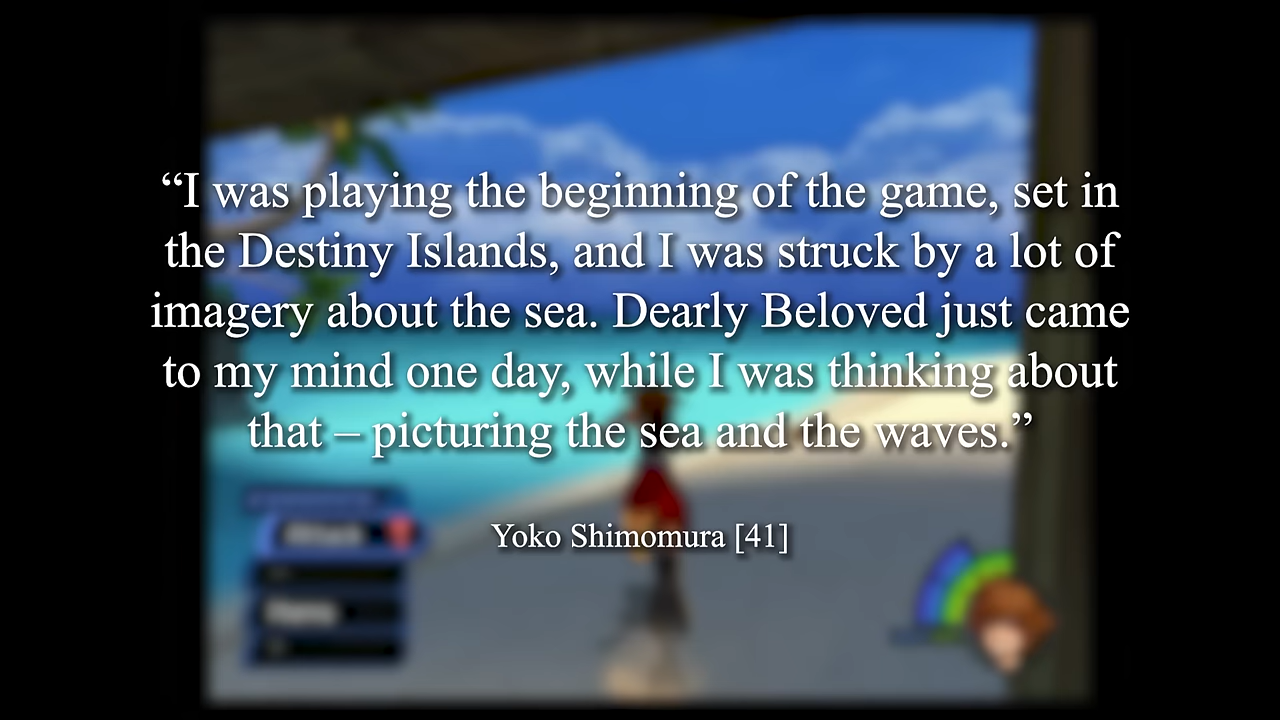 “I was playing the beginning of the game, set in
the Destiny Islands, and I was struck by a lot of
imagery about the sea. Dearly Beloved just came
to my mind one day, while I was thinking about
that – picturing the sea and the waves.”
Yoko Shimomura [41]